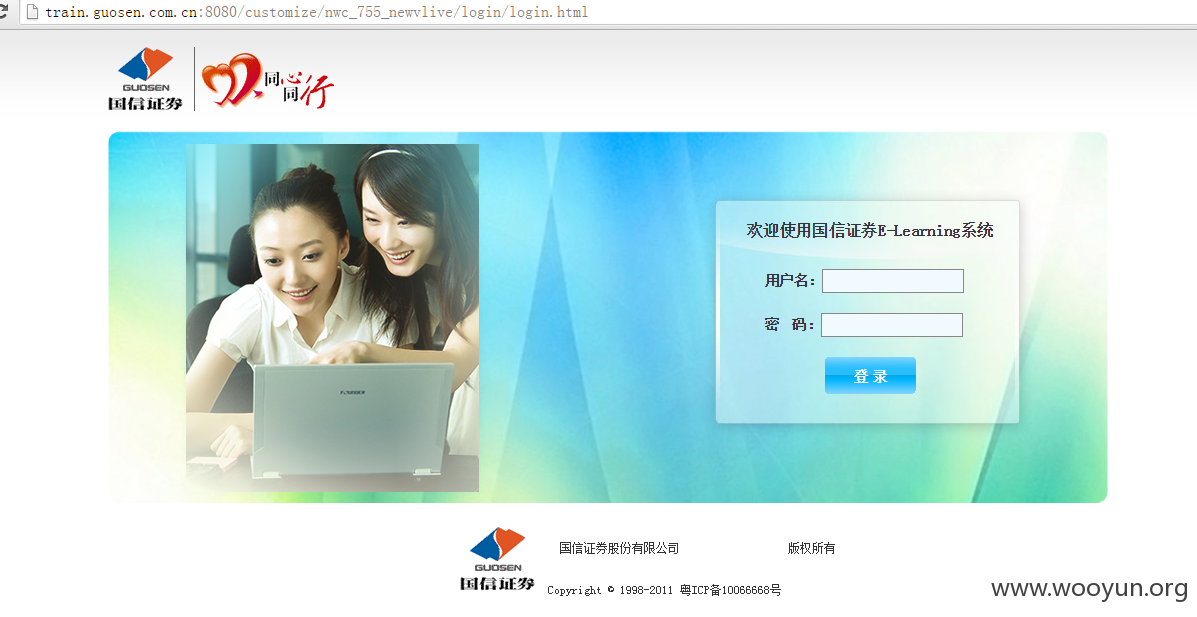 train.guosen.com.cn:8080/customize/nwc_755_newvlive/login/login.html
GUOSEN
国信证券
同心
同行
欢迎使用国信证券E-Learning系统
用户名：
密 码：
登 录
FOUNDER
GUOSEN
国信证券
国信证券股份有限公司 版权所有
Copyright © 1998-2011 粤ICP备10066668号
www.wooyun.org